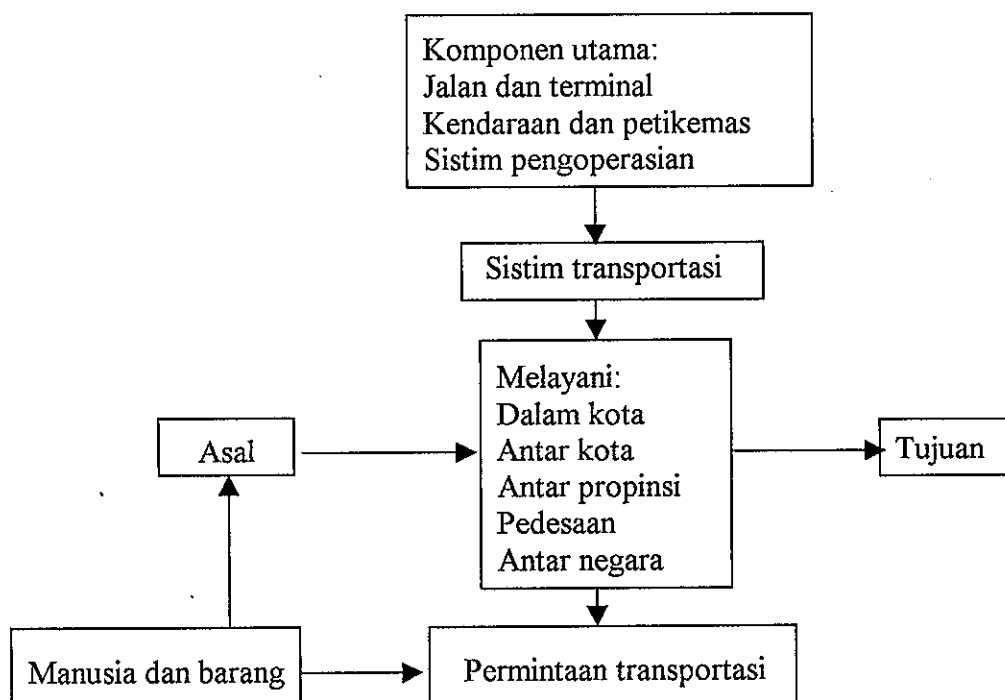 Komponen utama:
Jalan dan terminal
Kendaraan dan petikemas
Sistim pengoperasian
Sistim transportasi
Melayani:
Dalam kota
Antar kota
Antar propinsi
Pedesaan
Antar negara
Asal
Tujuan
Manusia dan barang
Permintaan transportasi